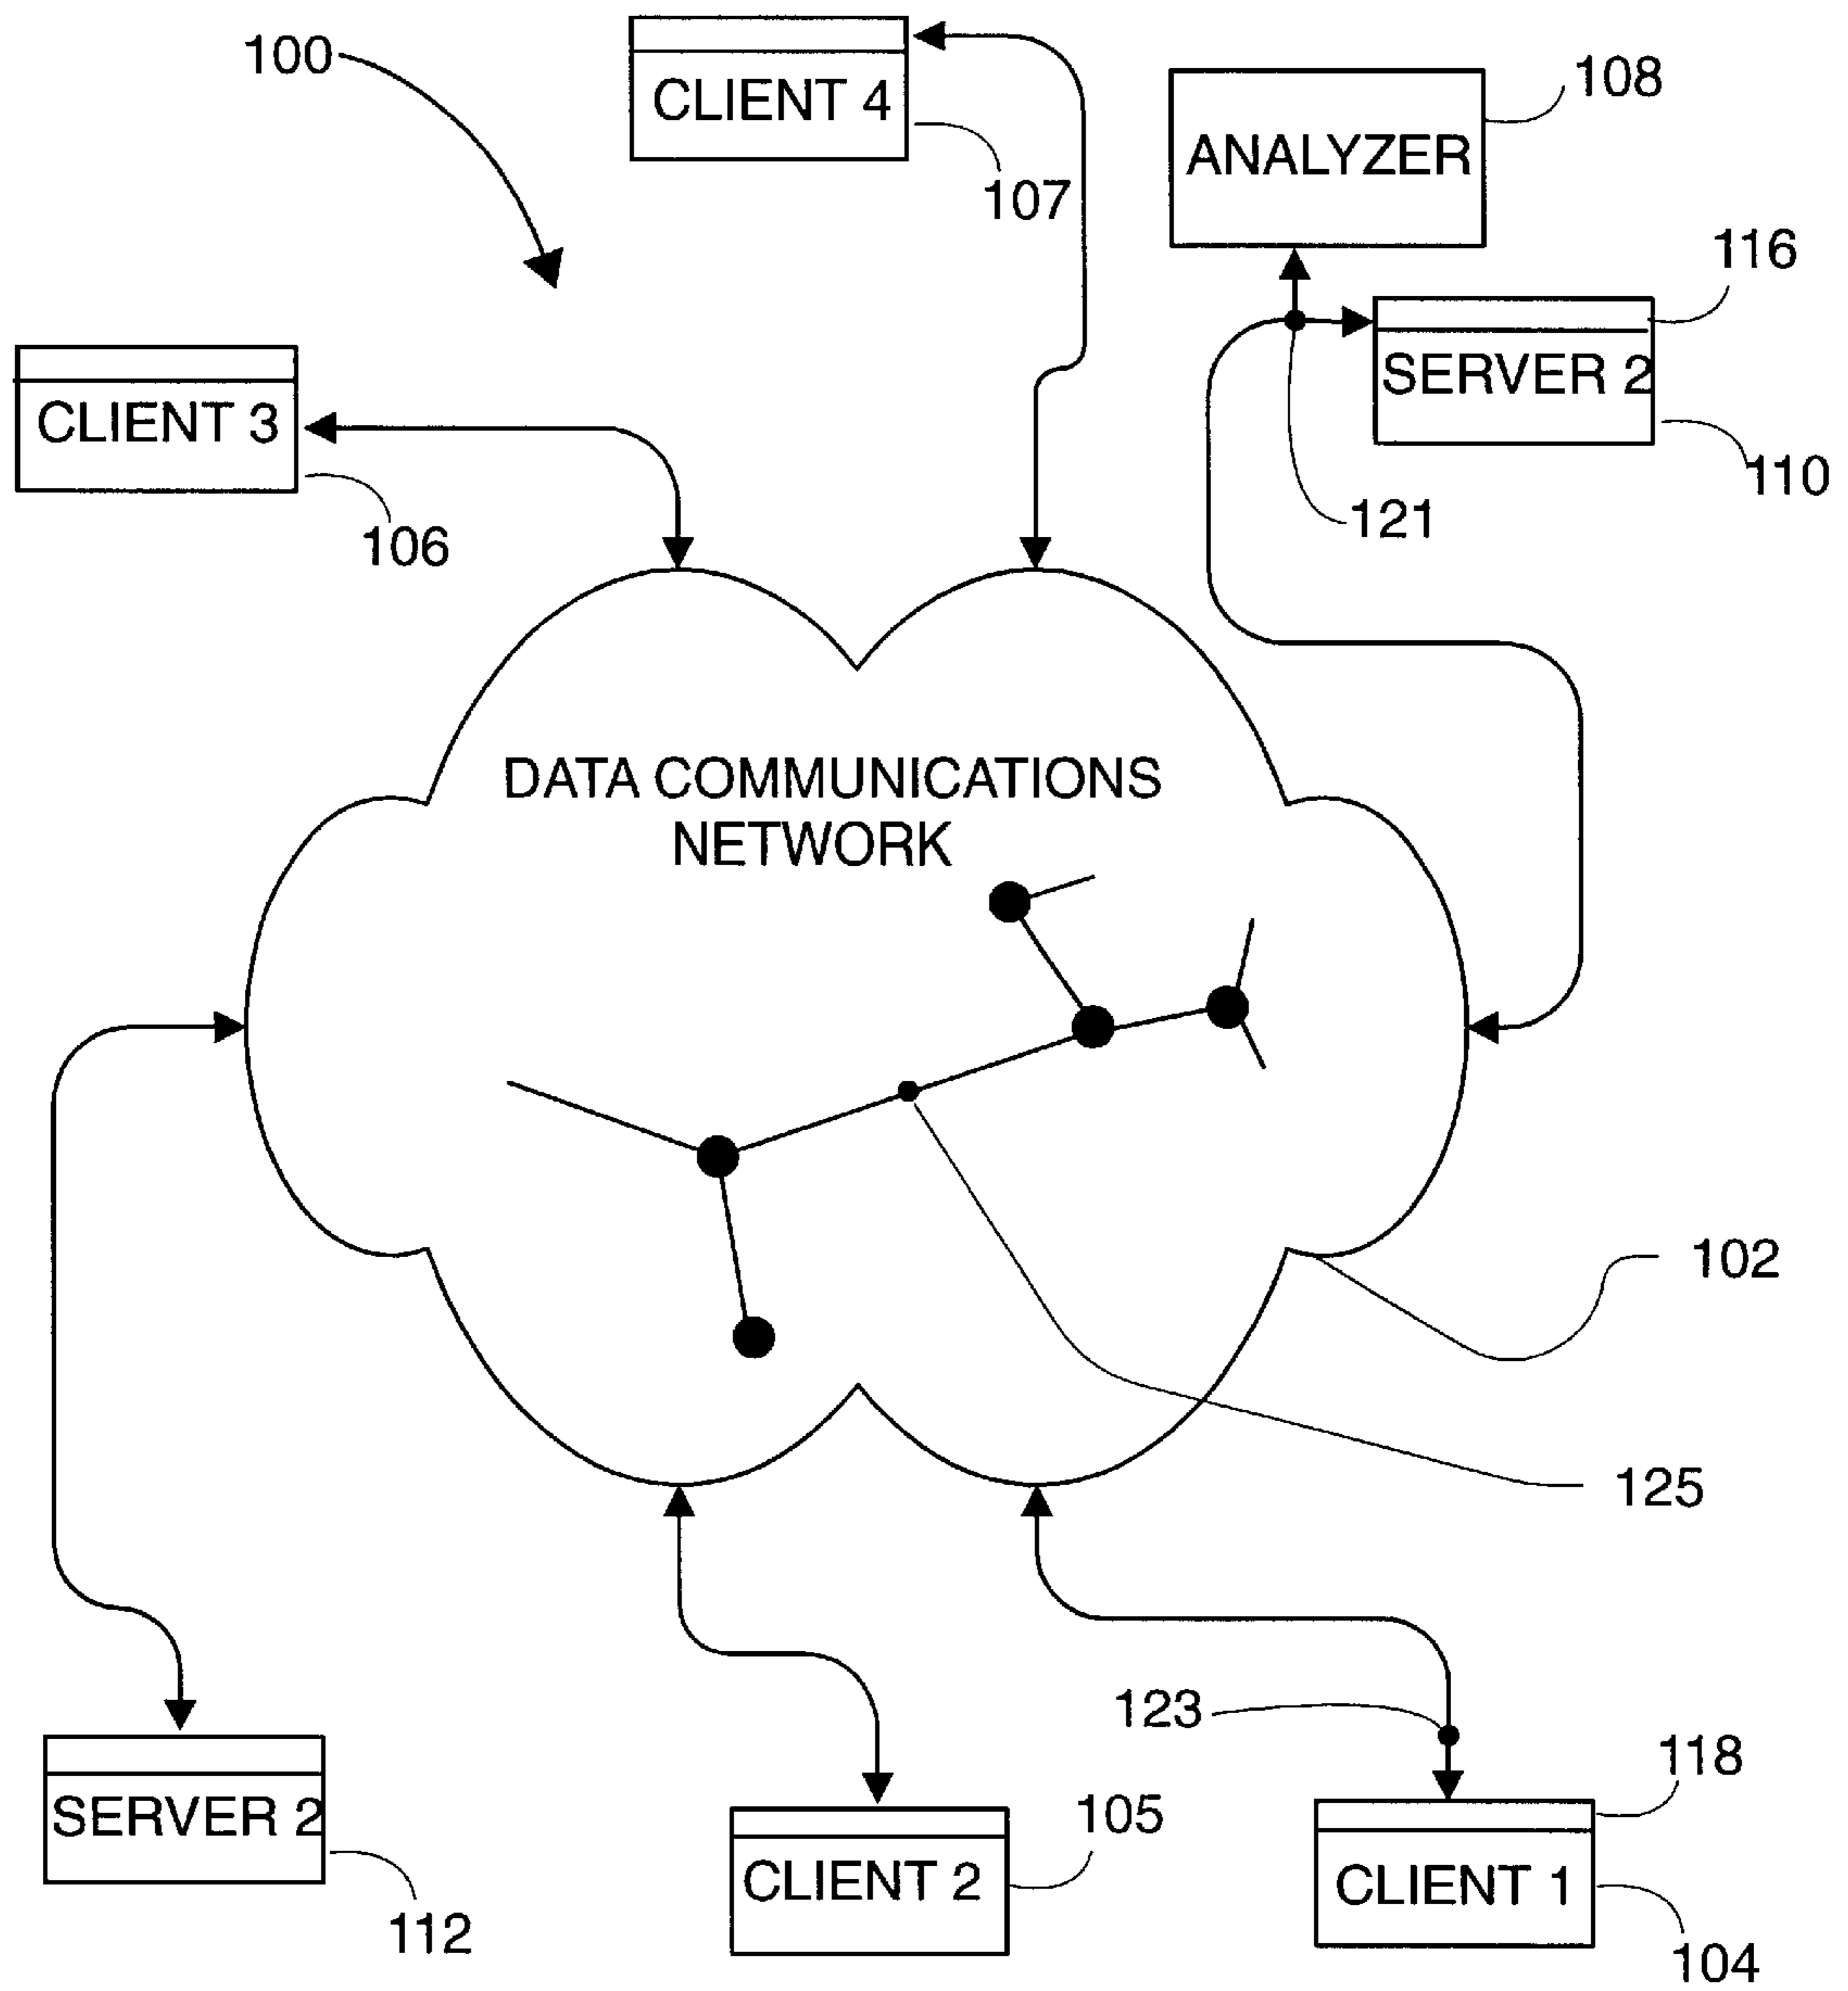 100
CLIENT 4
107
ANALYZER
108
116
SERVER 2
110
121
CLIENT 3
106
DATA COMMUNICATIONS
NETWORK
102
125
123
118
SERVER 2
112
CLIENT 2
105
CLIENT 1
104